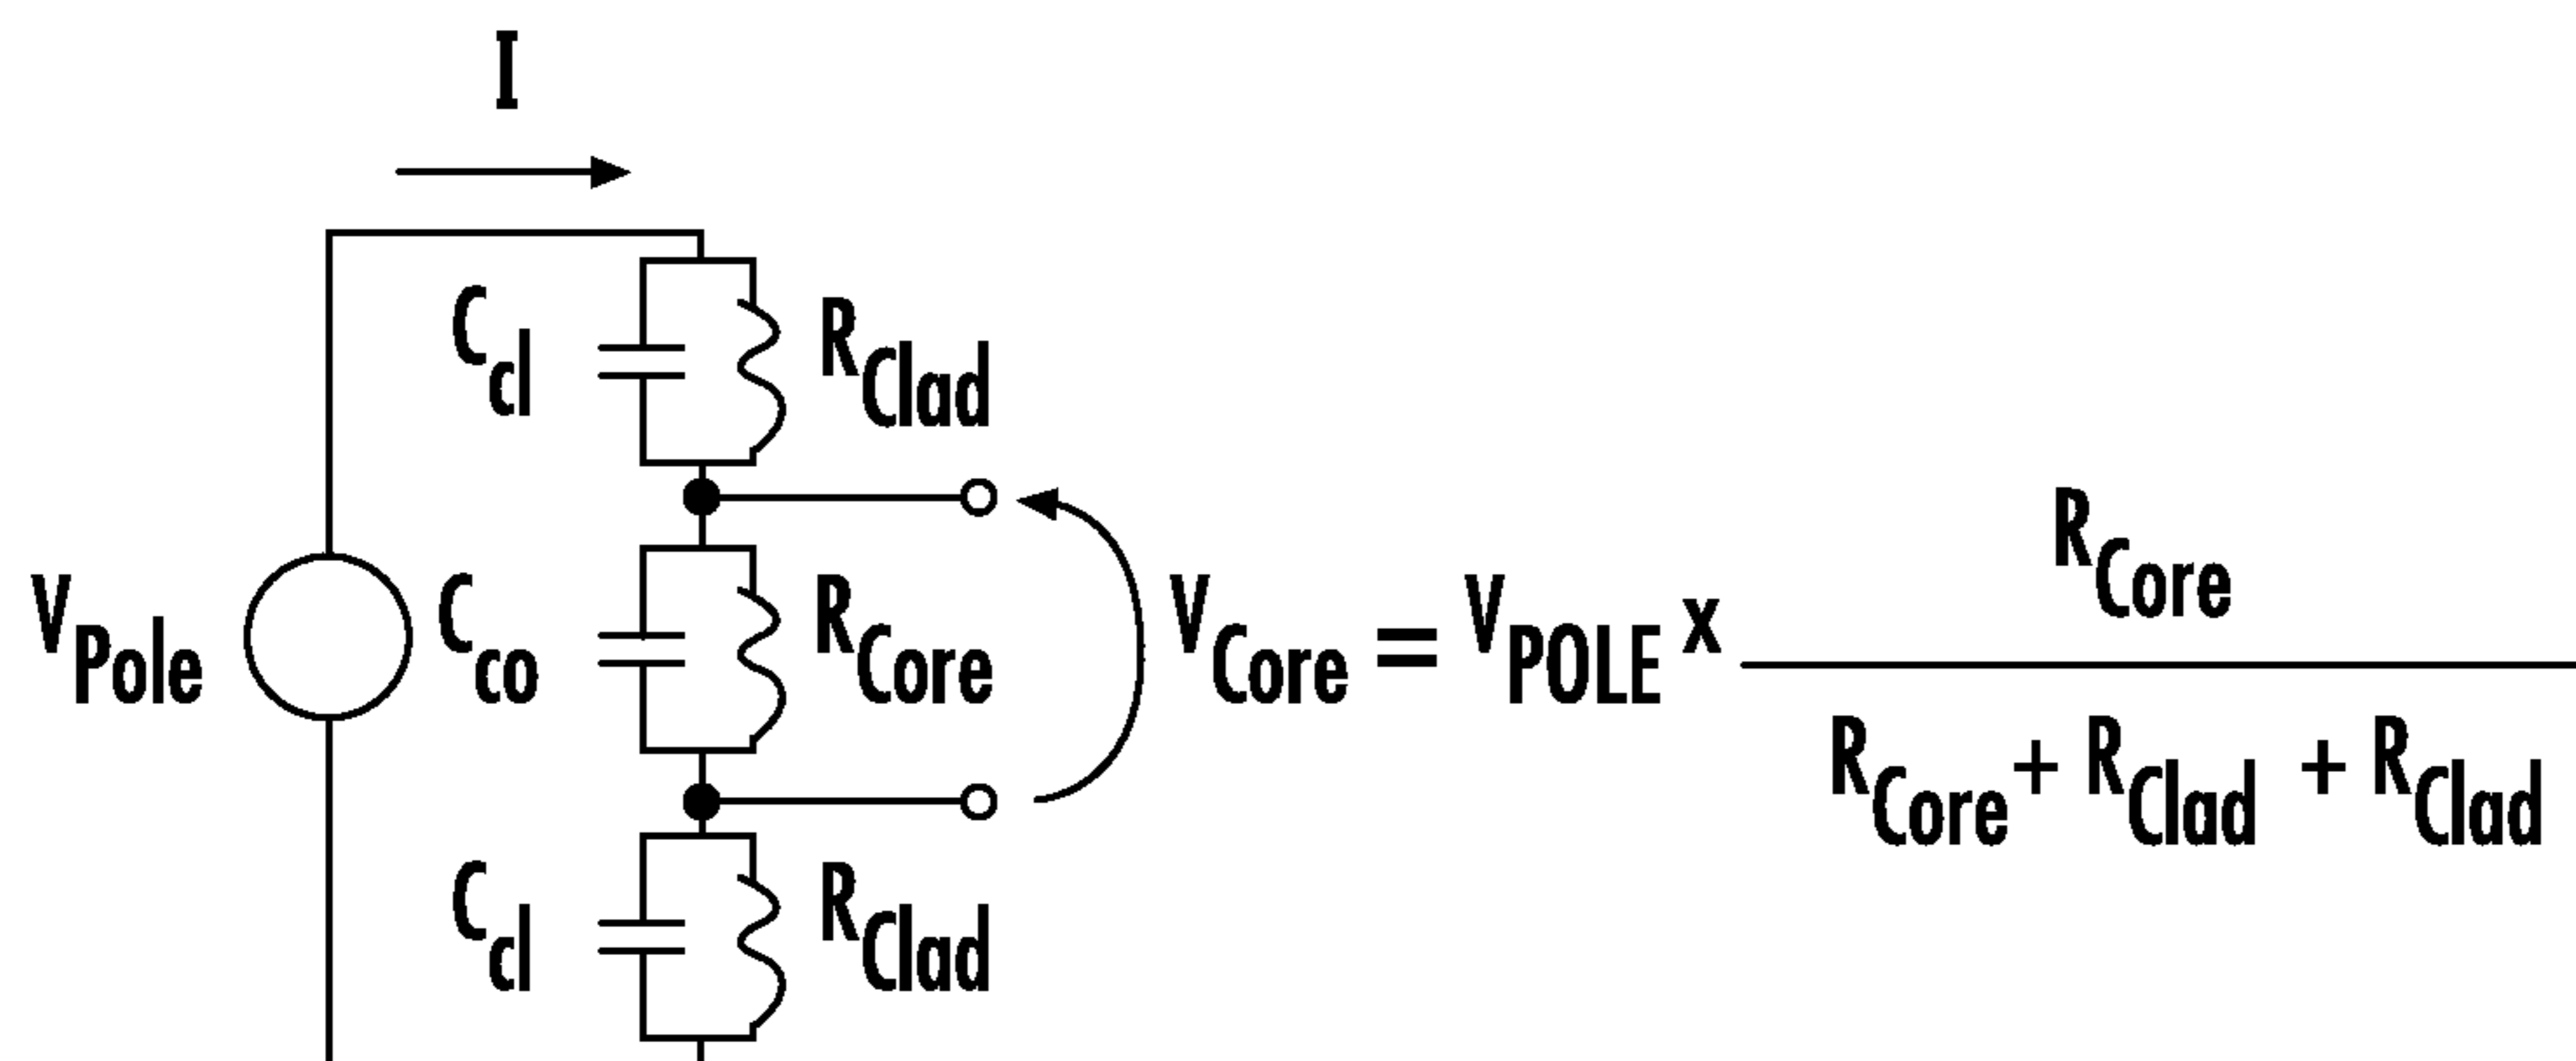 I
C_cl R_Clad
V_Pole C_co R_Core V_Core = V_POLE x R_Core / (R_Core + R_Clad + R_Clad)
C_cl R_Clad